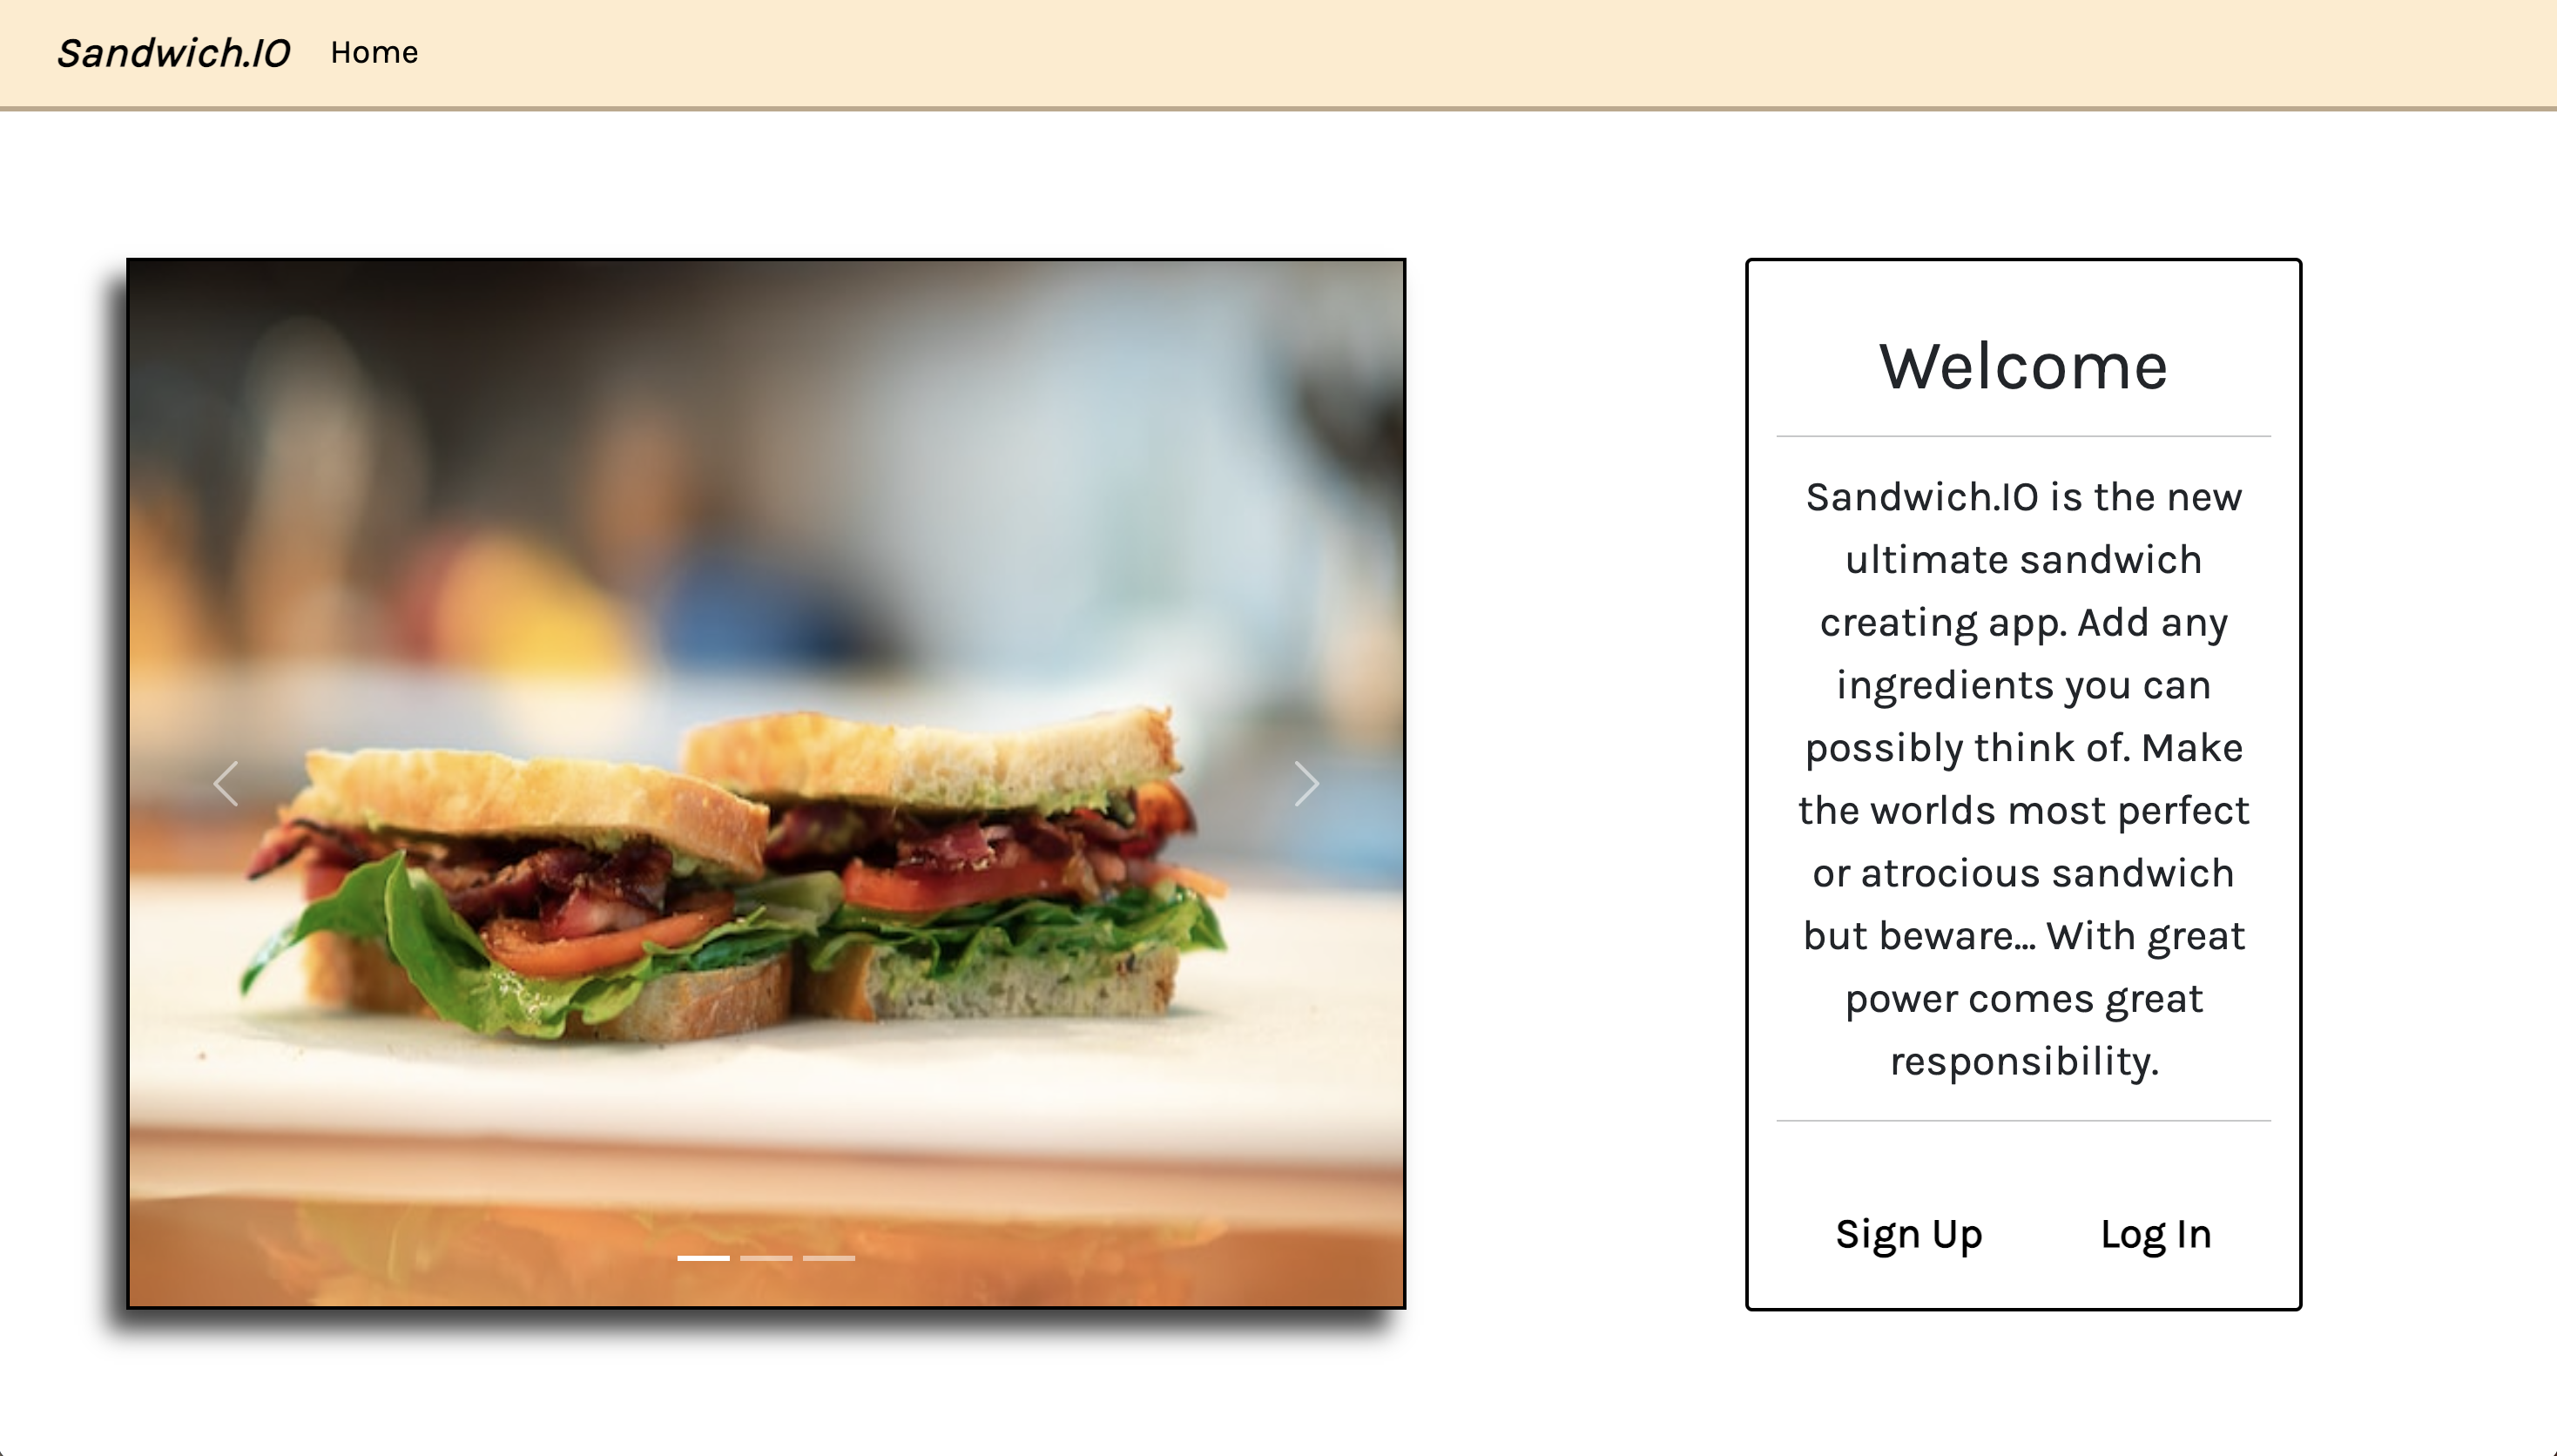 Sandwich.IO Home
Welcome
Sandwich.IO is the new
ultimate sandwich
creating app. Add any
ingredients you can
possibly think of. Make
the worlds most perfect
or atrocious sandwich
but beware... With great
power comes great
responsibility.
Sign Up Log In